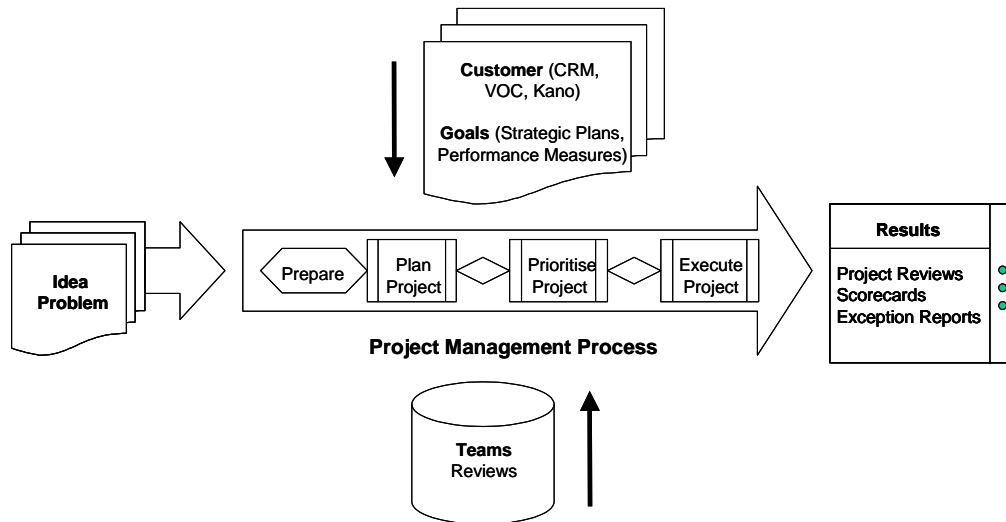 Customer (CRM,
VOC, Kano)
Goals (Strategic Plans,
Performance Measures)
Idea
Problem
Prepare
Plan
Project
Prioritise
Project
Execute
Project
Results
Project Reviews
Scorecards
Exception Reports
Project Management Process
Teams
Reviews